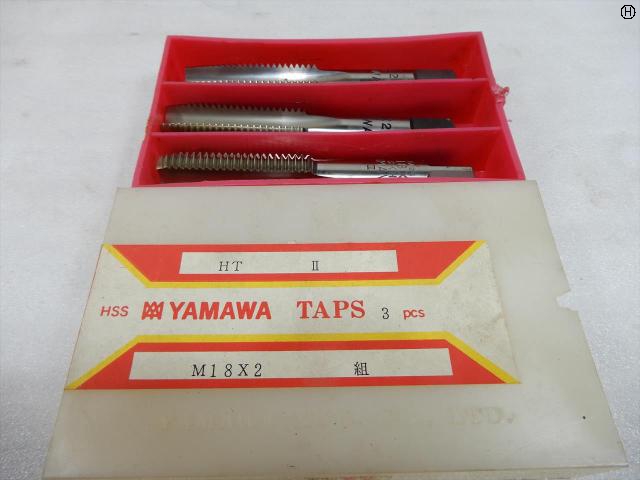 H
HT II
HSS YAMAWA TAPS 3 pcs
M18X2 組